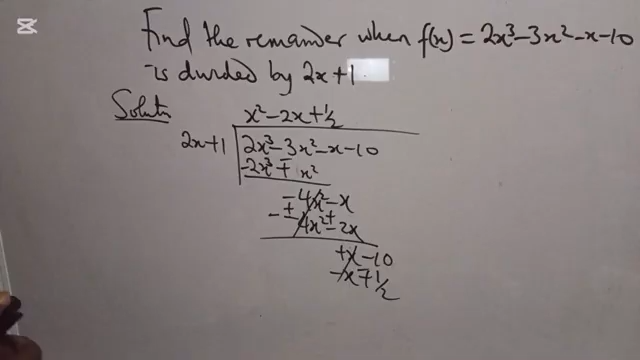 Find the remainder when f(x) = 2x³-3x²-x-10
is divided by 2x+1
Solutn
x²-2x+½
2x+1 2x³-3x²-x-10
-2x³∓x²
-4x²-x
-±4x²±2x
+x-10
-x∓½